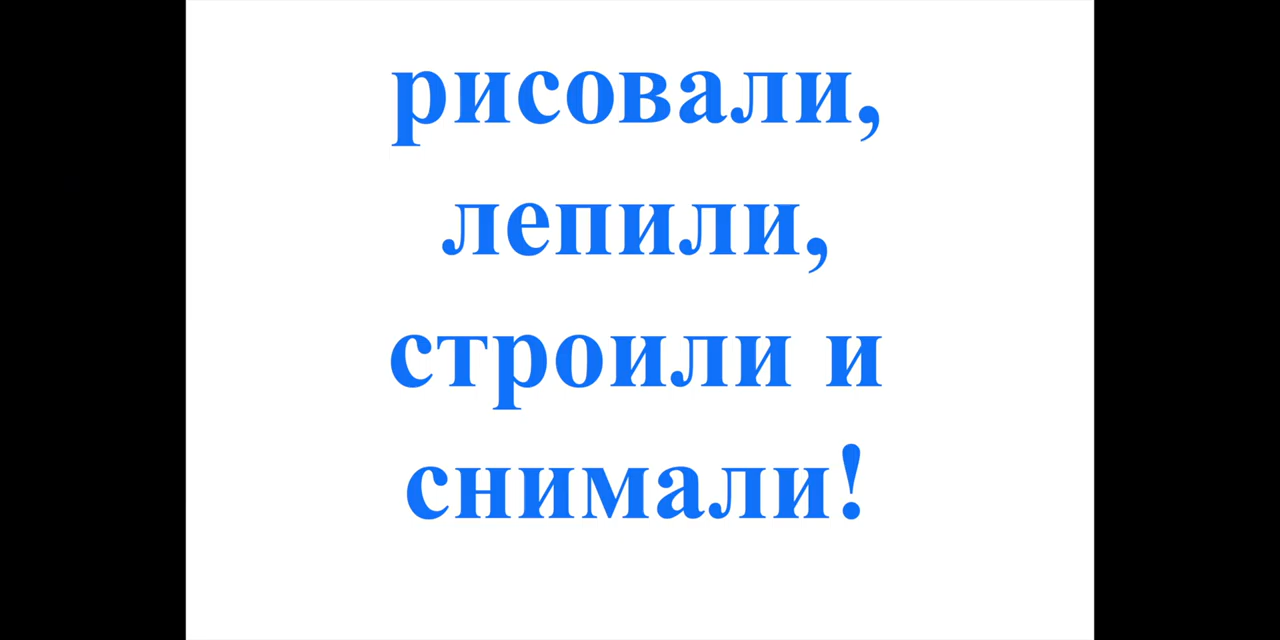 рисовали,
лепили,
строили и
снимали!